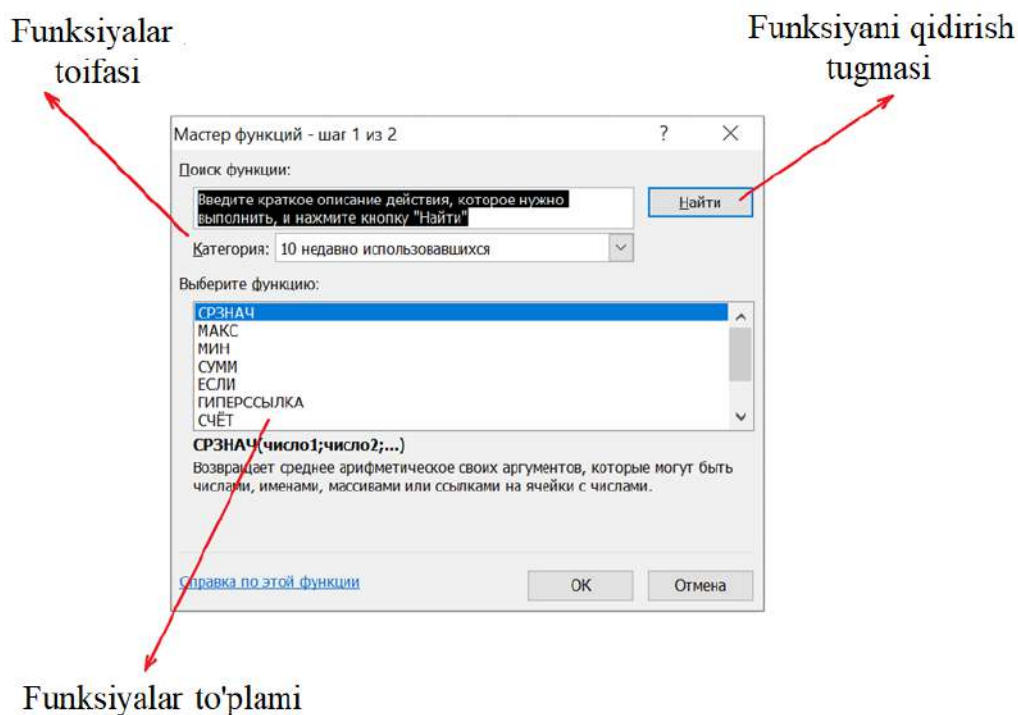 Funksiyalar
toifasi
Funksiyani qidirish
tugmasi
Мастер функций - шаг 1 из 2
?
Поиск функции:
Введите краткое описание действия, которое нужно
выполнить, и нажмите кнопку "Найти"
Найти
Категория: 10 недавно использовавшихся
Выберите функцию:
СРЗНАЧ
МАКС
МИН
СУММ
ЕСЛИ
ГИПЕРССЫЛКА
СЧЁТ
СРЗНАЧ(число1;число2;...)
Возвращает среднее арифметическое своих аргументов, которые могут быть
числами, именами, массивами или ссылками на ячейки с числами.
Справка по этой функции
ОК
Отмена
Funksiyalar to'plami